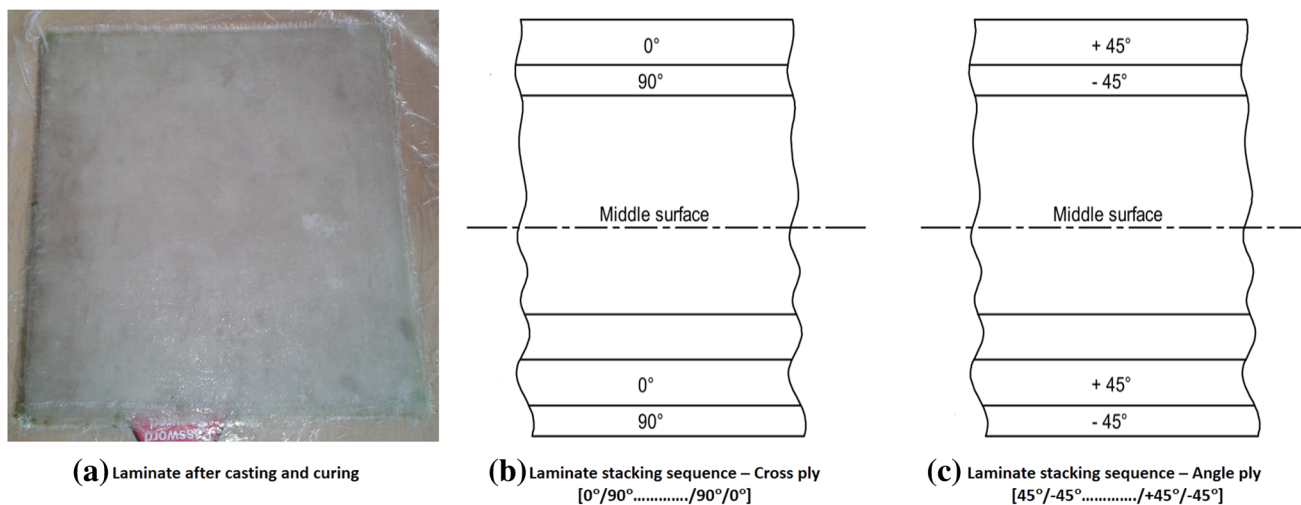 0°
90°
Middle surface
0°
90°
+ 45°
- 45°
Middle surface
+ 45°
- 45°
Password
(a) Laminate after casting and curing
(b) Laminate stacking sequence – Cross ply
[0°/90°…………./90°/0°]
(c) Laminate stacking sequence – Angle ply
[45°/-45°…………./+45°/-45°]